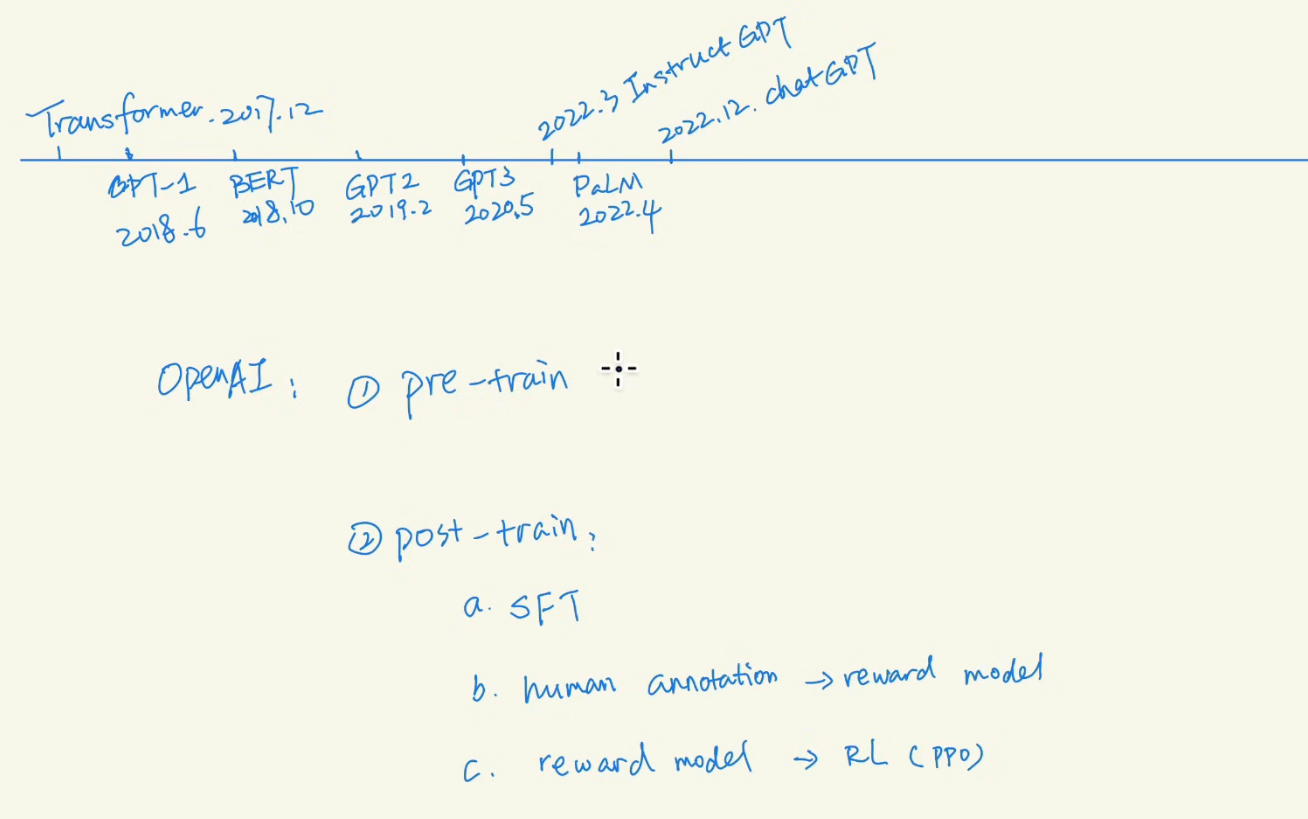 2022.3 InstructGPT
2022.12. chatGPT
Transformer.2017.12
GPT-1
2018.6
BERT
2018.10
GPT2
2019.2
GPT3
2020.5
PaLM
2022.4
OpenAI: ① pre-train
② post-train:
a. SFT
b. human annotation → reward model
c. reward model → RL (PPO)